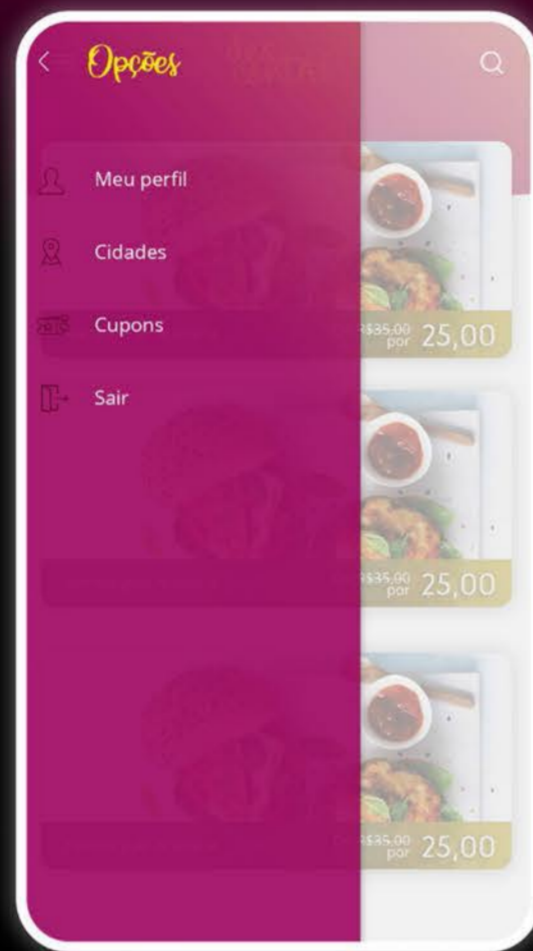 Opções
Meu perfil
Cidades
Cupons
Sair
R$35,00
por 25,00
R$35,00
por 25,00
R$35,00
por 25,00